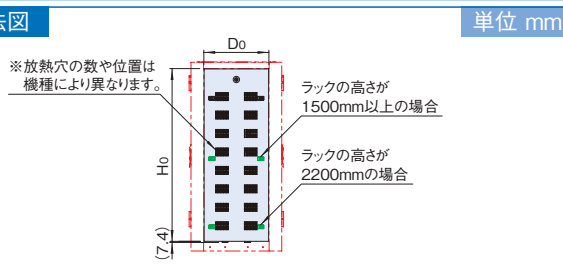 法図
単位 mm
D0
※放熱穴の数や位置は
機種により異なります。
ラックの高さが
1500mm以上の場合
ラックの高さが
2200mmの場合
H0
(7.4)